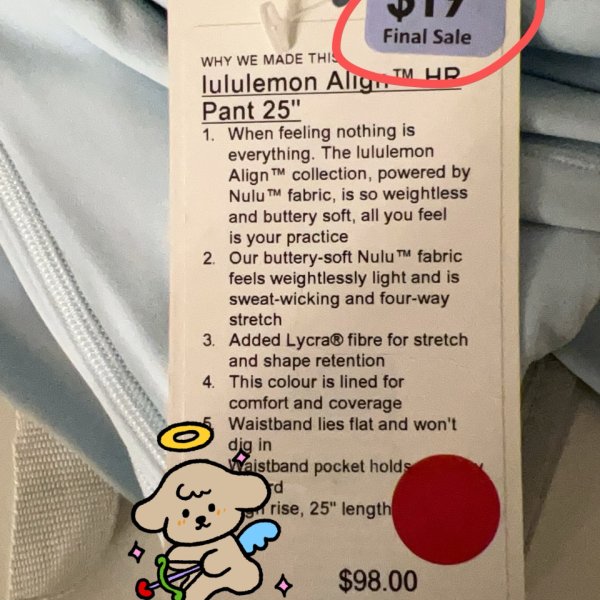 $19
Final Sale
WHY WE MADE THIS
lululemon Align™ HR
Pant 25"
1. When feeling nothing is
everything. The lululemon
Align™ collection, powered by
Nulu™ fabric, is so weightless
and buttery soft, all you feel
is your practice
2. Our buttery-soft Nulu™ fabric
feels weightlessly light and is
sweat-wicking and four-way
stretch
3. Added Lycra® fibre for stretch
and shape retention
4. This colour is lined for
comfort and coverage
5. Waistband lies flat and won't
dig in
Waistband pocket holds
rise, 25" length
$98.00